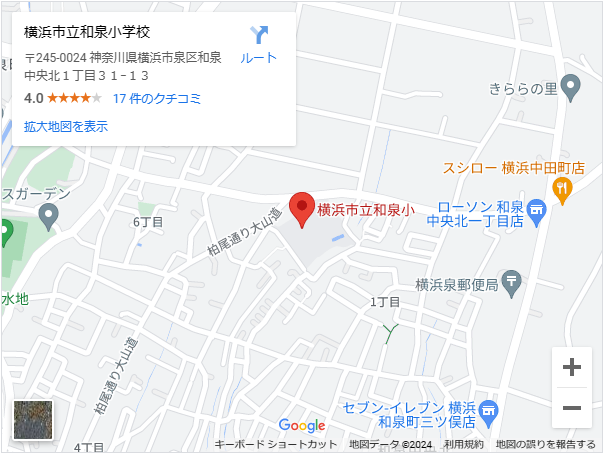 横浜市立和泉小学校
ルート
〒245-0024 神奈川県横浜市泉区和泉
中央北１丁目３１−１３
4.0 ★★★★★ 17 件のクチコミ
拡大地図を表示
きららの里
スシロー 横浜中田町店
スガーデン
6丁目
柏尾通り大山道
横浜市立和泉小
ローソン 和泉
中央北一丁目店
水地
横浜泉郵便局
1丁目
柏尾通り大山道
セブン-イレブン 横浜
和泉町三ツ俣店
4丁目
Google
キーボード ショートカット
地図データ ©2024
利用規約
地図の誤りを報告する